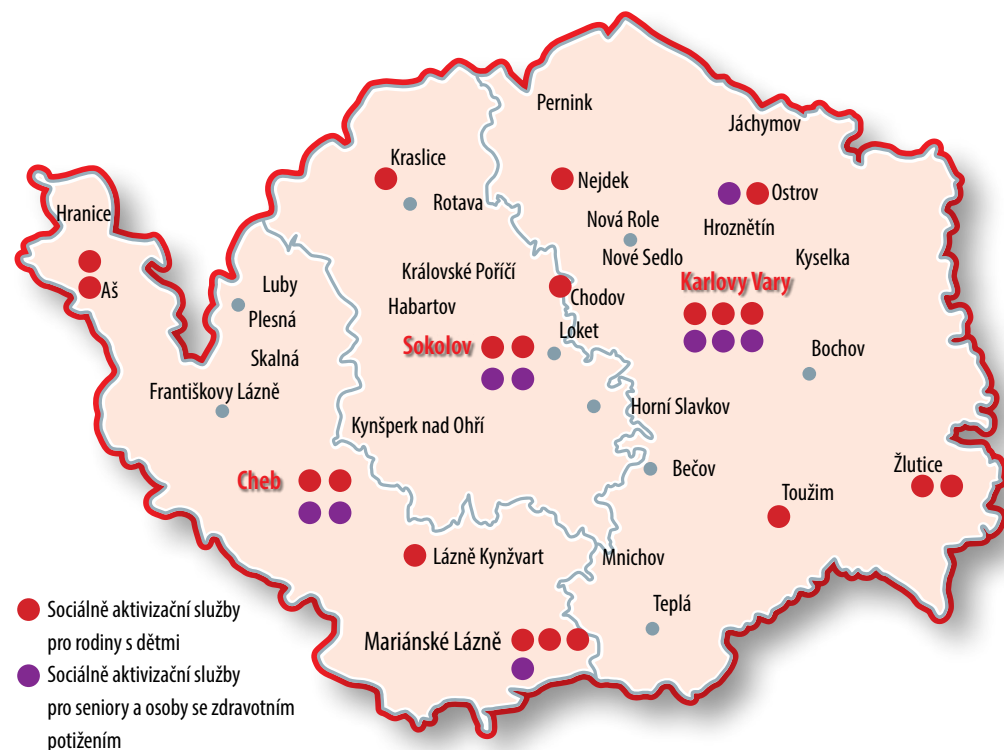 Pernink
Jáchymov
Kraslice
Nejdek
Ostrov
Hranice
Rotava
Nová Role
Hroznětín
Nové Sedlo
Kyselka
Královské Poříčí
Aš
Luby
Karlovy Vary
Habartov
Chodov
Plesná
Loket
Sokolov
Skalná
Bochov
Františkovy Lázně
Horní Slavkov
Kynšperk nad Ohří
Bečov
Žlutice
Cheb
Toužim
Lázně Kynžvart
Mnichov
Teplá
Mariánské Lázně
Sociálně aktivizační služby
pro rodiny s dětmi
Sociálně aktivizační služby
pro seniory a osoby se zdravotním
potižením